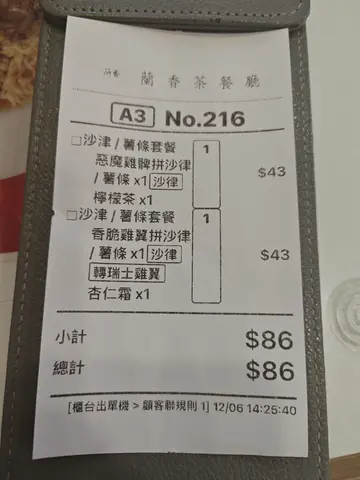 蘭香茶餐廳
A3 No.216
□沙津/薯條套餐 1 $43
惡魔雞髀拼沙律
/薯條 x1 沙律
檸檬茶 x1
□沙津/薯條套餐 1 $43
香脆雞翼拼沙律
/薯條 x1 沙律
轉瑞士雞翼
杏仁霜 x1
小計 $86
總計 $86
[櫃台出單機 > 顧客聯規則 1] 12/06 14:25:40